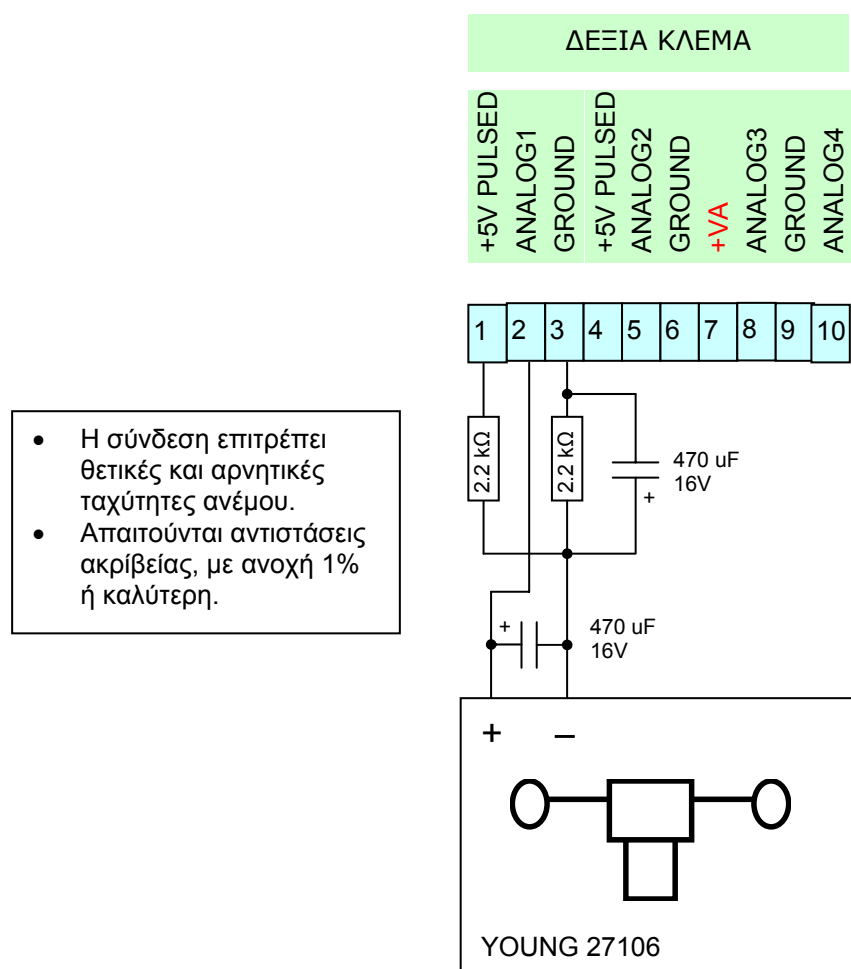 ΔΕΞΙΑ ΚΛΕΜΑ
+5V PULSED
ANALOG1
GROUND
+5V PULSED
ANALOG2
GROUND
+VA
ANALOG3
GROUND
ANALOG4
1 2 3 4 5 6 7 8 9 10
• Η σύνδεση επιτρέπει
θετικές και αρνητικές
ταχύτητες ανέμου.
• Απαιτούνται αντιστάσεις
ακρίβείας, με ανοχή 1%
ή καλύτερη.
2.2 kΩ
2.2 kΩ
470 uF
16V
+
+
470 uF
16V
+ –
YOUNG 27106